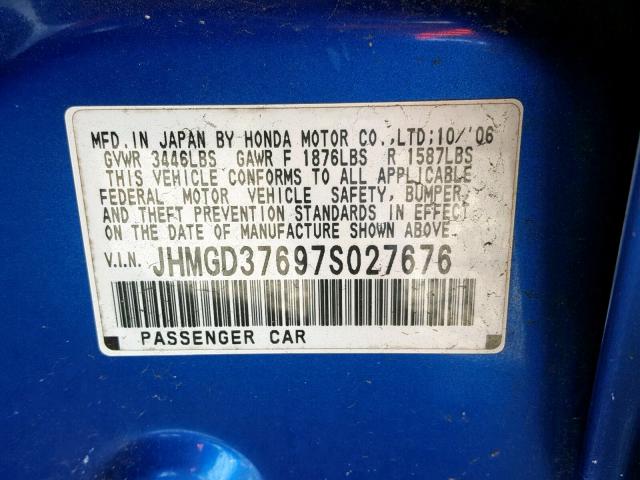 MFD. IN JAPAN BY HONDA MOTOR CO.,LTD;10/'06
GVWR 3446LBS GAWR F 1876LBS R 1587LBS
THIS VEHICLE CONFORMS TO ALL APPLICABLE
FEDERAL MOTOR VEHICLE SAFETY, BUMPER,
AND THEFT PREVENTION STANDARDS IN EFFECT
ON THE DATE OF MANUFACTURE SHOWN ABOVE.
V.I.N. JHMGD37697S027676
PASSENGER CAR